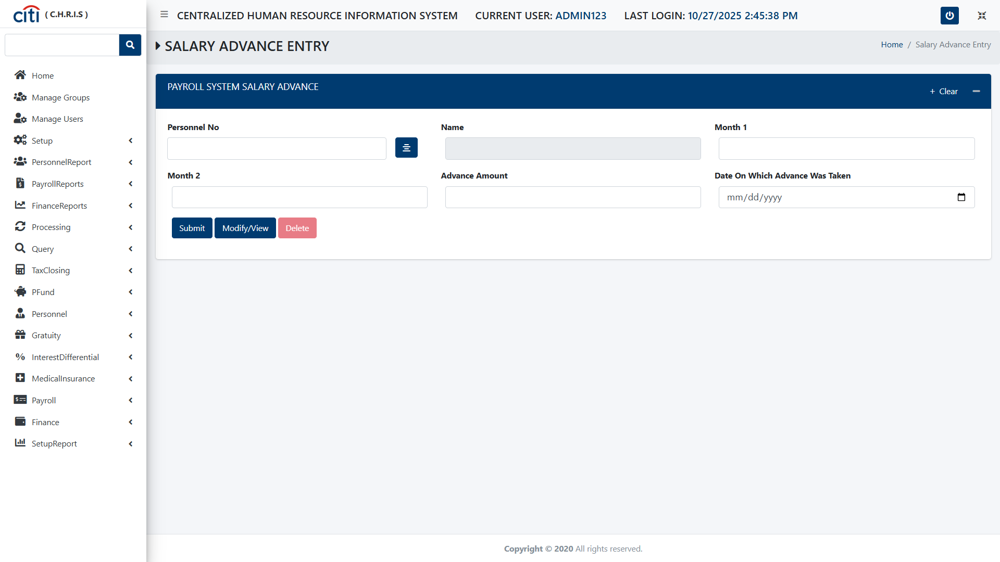 citi ( C.H.R.I.S )
CENTRALIZED HUMAN RESOURCE INFORMATION SYSTEM CURRENT USER: ADMIN123 LAST LOGIN: 10/27/2025 2:45:38 PM
SALARY ADVANCE ENTRY
Home / Salary Advance Entry
Home
Manage Groups
Manage Users
Setup
PersonnelReport
PayrollReports
FinanceReports
Processing
Query
TaxClosing
PFund
Personnel
Gratuity
% InterestDifferential
MedicalInsurance
Payroll
Finance
SetupReport
PAYROLL SYSTEM SALARY ADVANCE
+ Clear
Personnel No Name Month 1
Month 2 Advance Amount Date On Which Advance Was Taken
mm/dd/yyyy
Submit Modify/View Delete
Copyright © 2020 All rights reserved.